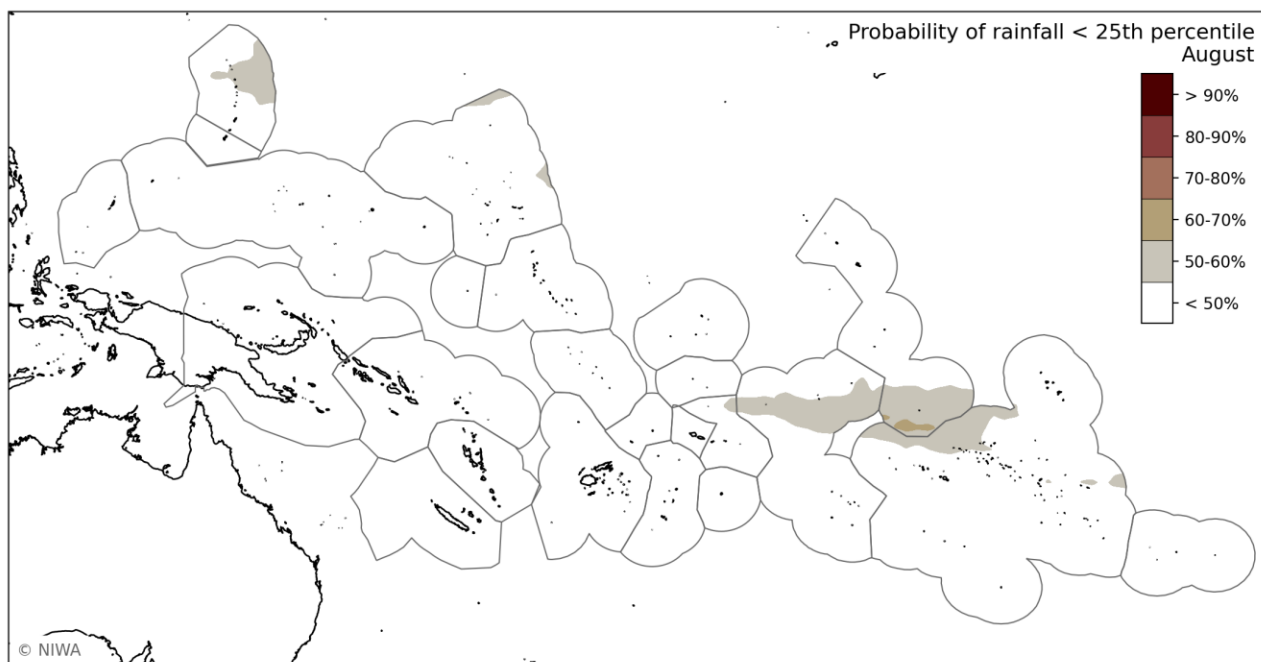 Probability of rainfall < 25th percentile
August
> 90%
80-90%
70-80%
60-70%
50-60%
< 50%
© NIWA